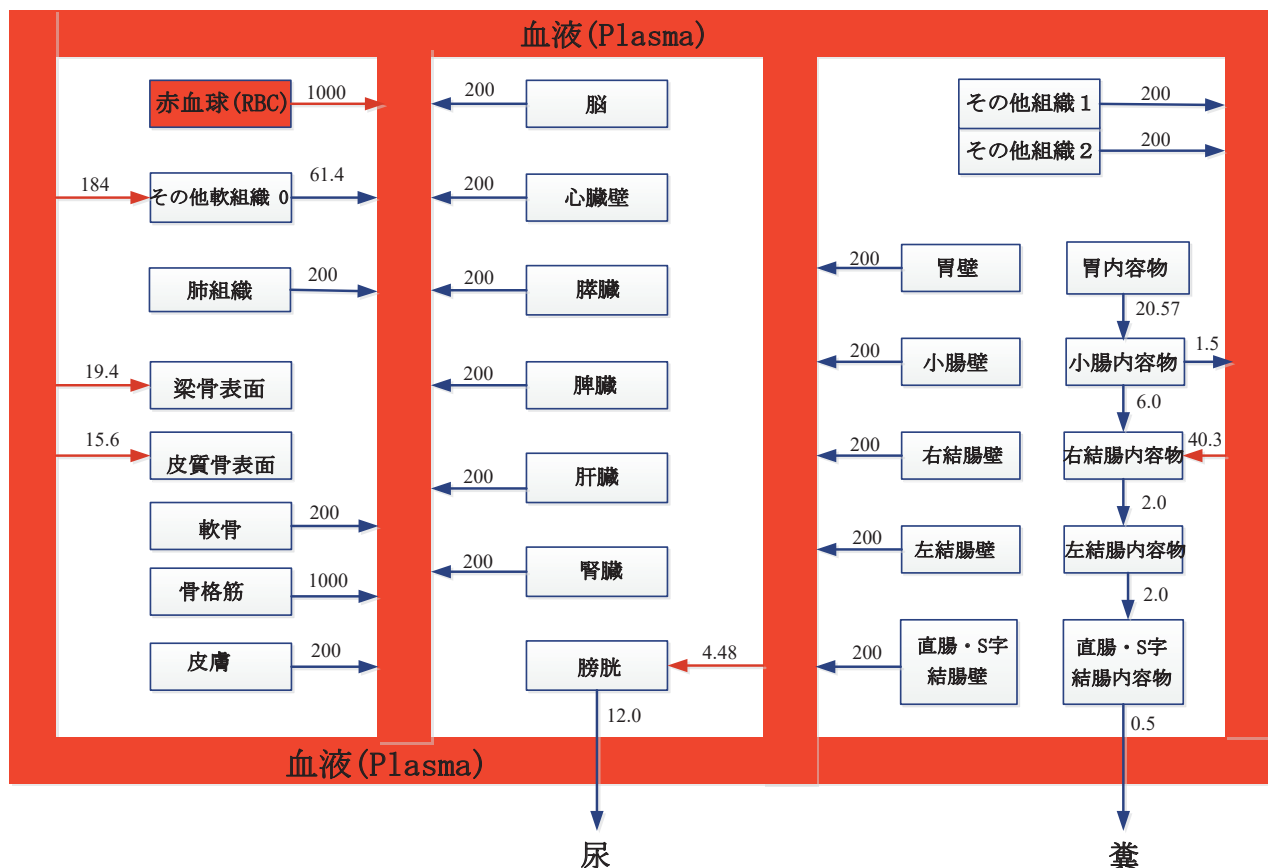 血液(Plasma)
赤血球(RBC)
1000
184
その他軟組織 0
61.4
肺組織
200
19.4
梁骨表面
15.6
皮質骨表面
軟骨
200
骨格筋
1000
皮膚
200
200
脳
200
心臓壁
200
膵臓
200
脾臓
200
肝臓
200
腎臓
膀胱
4.48
12.0
その他組織１
200
その他組織２
200
200
胃壁
200
小腸壁
200
右結腸壁
200
左結腸壁
200
直腸・S字
結腸壁
胃内容物
20.57
小腸内容物
1.5
6.0
右結腸内容物
40.3
2.0
左結腸内容物
2.0
直腸・S字
結腸内容物
0.5
血液(Plasma)
尿
糞